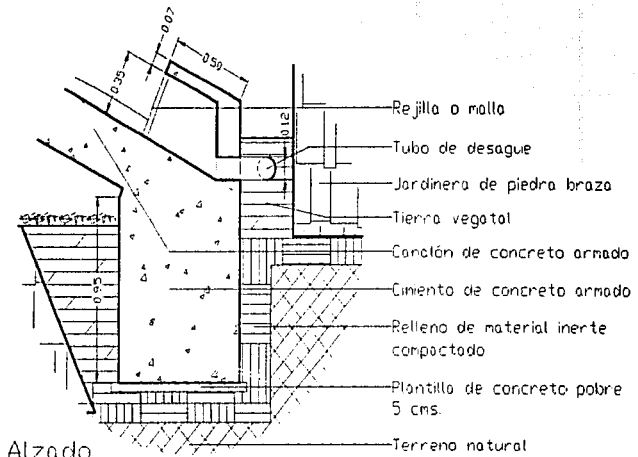 0.07
0.50
0.35
0.12
0.95
Rejilla o malla
Tubo de desague
Jardinera de piedra braza
Tierra vegatal
Canalón de concreto armado
Cimiento de concreto armado
Relleno de material inerte
compactado
Plantilla de concreto pobre
5 cms.
Terreno natural
Alzado